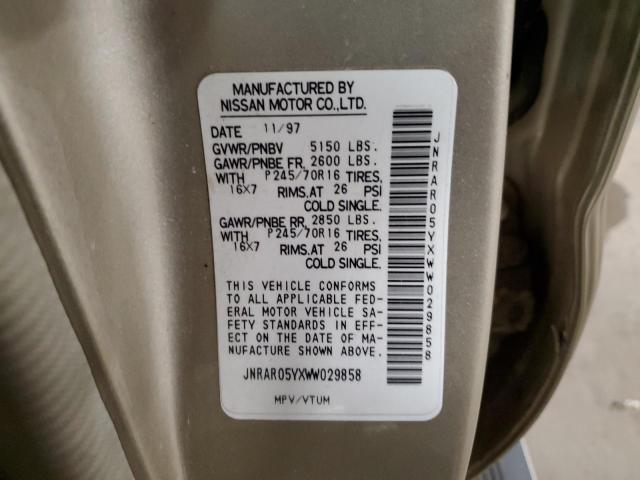 MANUFACTURED BY
NISSAN MOTOR CO.,LTD.
DATE 11/97
GVWR/PNBV 5150 LBS.
GAWR/PNBE FR. 2600 LBS.
WITH P245/70R16 TIRES,
16X7 RIMS,AT 26 PSI
COLD SINGLE.
GAWR/PNBE RR. 2850 LBS.
WITH P245/70R16 TIRES,
16X7 RIMS,AT 26 PSI
COLD SINGLE.
THIS VEHICLE CONFORMS
TO ALL APPLICABLE FED-
ERAL MOTOR VEHICLE SA-
FETY STANDARDS IN EFF-
ECT ON THE DATE OF MA-
NUFACTURE SHOWN ABOVE.
JNRAR05YXWW029858
MPV/VTUM
JNRAR05YXWW029858